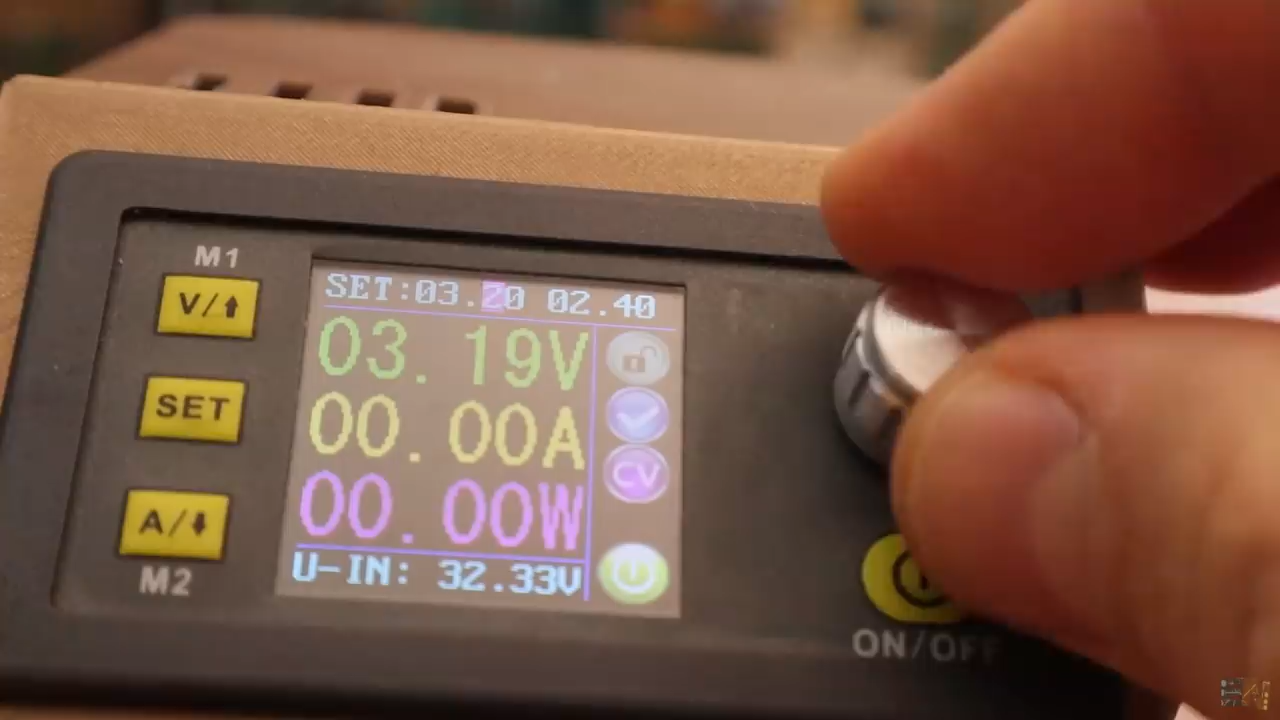 M1
V/⬆
SET
A/⬇
M2
SET:03.20 02.40
03.19V
00.00A
00.00W
U-IN: 32.33V
CV
ON/OFF